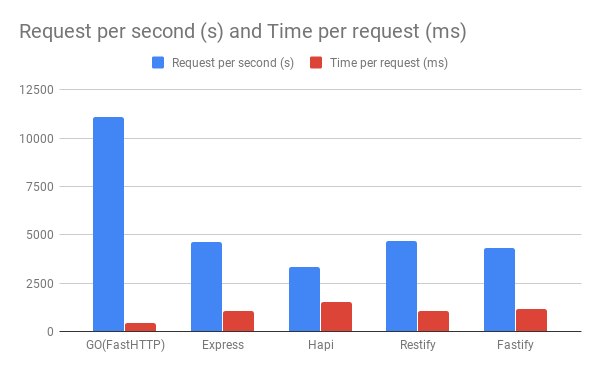 Request per second (s) and Time per request (ms)
Request per second (s) Time per request (ms)
12500
10000
7500
5000
2500
0
GO(FastHTTP) Express Hapi Restify Fastify